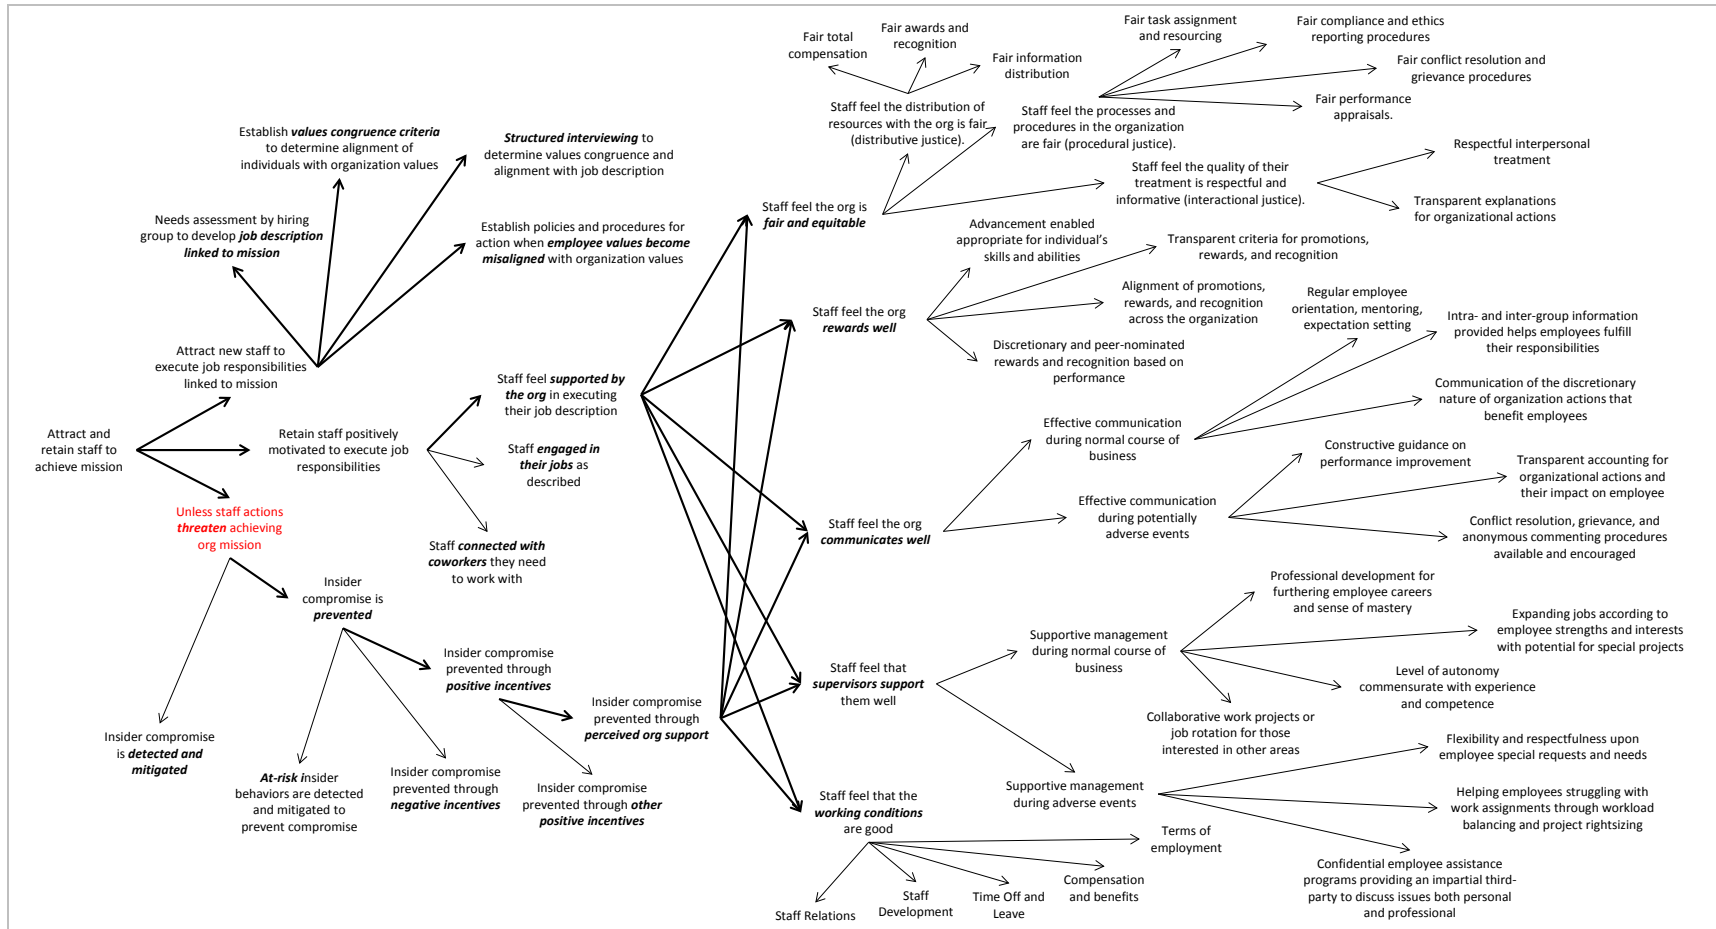 Fair total
compensation
Fair awards and
recognition
Fair information
distribution
Fair task assignment
and resourcing
Fair compliance and ethics
reporting procedures
Fair conflict resolution and
grievance procedures
Fair performance
appraisals.
Staff feel the distribution of
resources with the org is fair
(distributive justice).
Staff feel the processes and
procedures in the organization
are fair (procedural justice).
Establish values congruence criteria
to determine alignment of
individuals with organization values
Structured interviewing to
determine values congruence and
alignment with job description
Staff feel the quality of their
treatment is respectful and
informative (interactional justice).
Respectful interpersonal
treatment
Transparent explanations
for organizational actions
Needs assessment by hiring
group to develop job description
linked to mission
Establish policies and procedures for
action when employee values become
misaligned with organization values
Staff feel the org is
fair and equitable
Advancement enabled
appropriate for individual's
skills and abilities
Transparent criteria for promotions,
rewards, and recognition
Alignment of promotions,
rewards, and recognition
across the organization
Staff feel the org
rewards well
Discretionary and peer-nominated
rewards and recognition based on
performance
Regular employee
orientation, mentoring,
expectation setting
Intra- and inter-group information
provided helps employees fulfill
their responsibilities
Attract new staff to
execute job responsibilities
linked to mission
Staff feel supported by
the org in executing
their job description
Communication of the discretionary
nature of organization actions that
benefit employees
Attract and
retain staff to
achieve mission
Retain staff positively
motivated to execute job
responsibilities
Staff engaged in
their jobs as
described
Effective communication
during normal course of
business
Constructive guidance on
performance improvement
Transparent accounting for
organizational actions and
their impact on employee
Unless staff actions
threaten achieving
org mission
Staff connected with
coworkers they need
to work with
Staff feel the org
communicates well
Effective communication
during potentially
adverse events
Conflict resolution, grievance, and
anonymous commenting procedures
available and encouraged
Insider
compromise is
prevented
Professional development for
furthering employee careers
and sense of mastery
Expanding jobs according to
employee strengths and interests
with potential for special projects
Insider compromise
prevented through
positive incentives
Staff feel that
supervisors support
them well
Supportive management
during normal course of
business
Level of autonomy
commensurate with experience
and competence
Insider compromise
prevented through
perceived org support
Collaborative work projects or
job rotation for those
interested in other areas
Insider compromise
is detected and
mitigated
Flexibility and respectfulness upon
employee special requests and needs
At-risk insider
behaviors are detected
and mitigated to
prevent compromise
Insider compromise
prevented through
negative incentives
Insider compromise
prevented through other
positive incentives
Staff feel that the
working conditions
are good
Supportive management
during adverse events
Helping employees struggling with
work assignments through workload
balancing and project rightsizing
Terms of
employment
Confidential employee assistance
programs providing an impartial third-
party to discuss issues both personal
and professional
Staff Relations
Staff
Development
Time Off and
Leave
Compensation
and benefits